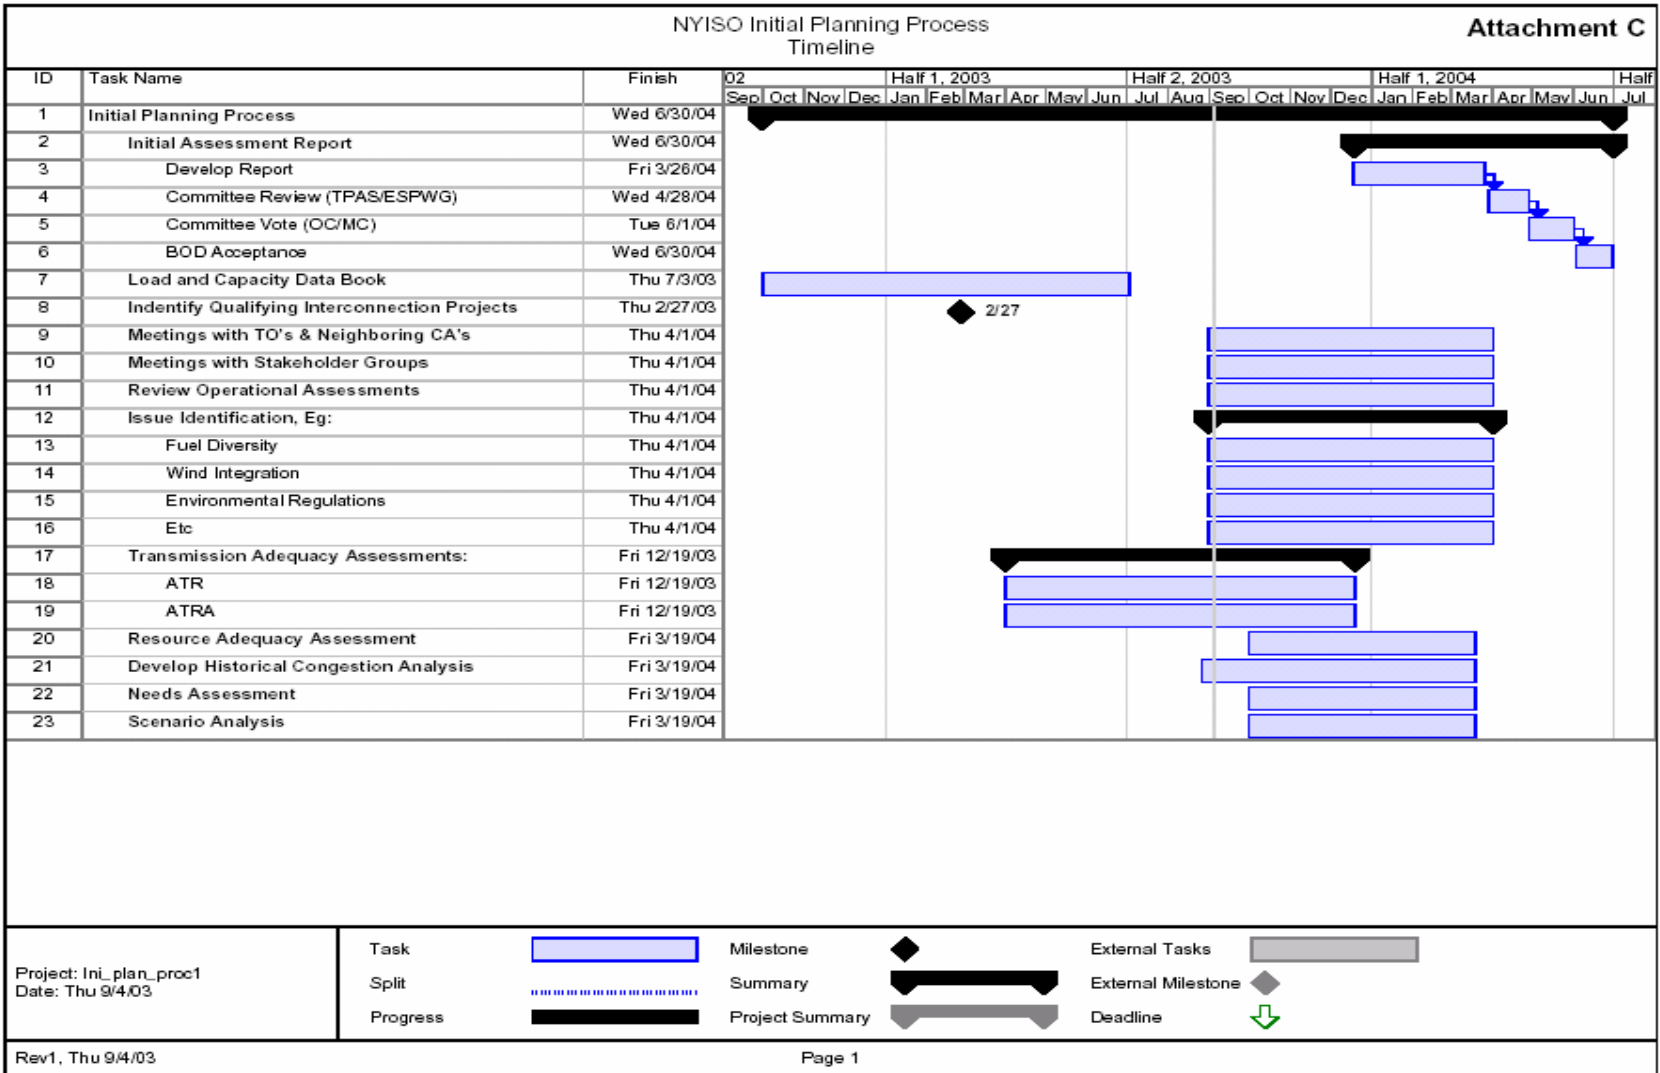 NYISO Initial Planning Process
Timeline
Attachment C
ID Task Name Finish 02 Half 1, 2003 Half 2, 2003 Half 1, 2004 Half
Sep Oct Nov Dec Jan Feb Mar Apr May Jun Jul Aug Sep Oct Nov Dec Jan Feb Mar Apr May Jun Jul
1 Initial Planning Process Wed 6/30/04
2 Initial Assessment Report Wed 6/30/04
3 Develop Report Fri 3/26/04
4 Committee Review (TPAS/ESPWG) Wed 4/28/04
5 Committee Vote (OC/MC) Tue 6/1/04
6 BOD Acceptance Wed 6/30/04
7 Load and Capacity Data Book Thu 7/3/03
8 Indentify Qualifying Interconnection Projects Thu 2/27/03 2/27
9 Meetings with TO's & Neighboring CA's Thu 4/1/04
10 Meetings with Stakeholder Groups Thu 4/1/04
11 Review Operational Assessments Thu 4/1/04
12 Issue Identification, Eg: Thu 4/1/04
13 Fuel Diversity Thu 4/1/04
14 Wind Integration Thu 4/1/04
15 Environmental Regulations Thu 4/1/04
16 Etc Thu 4/1/04
17 Transmission Adequacy Assessments: Fri 12/19/03
18 ATR Fri 12/19/03
19 ATRA Fri 12/19/03
20 Resource Adequacy Assessment Fri 3/19/04
21 Develop Historical Congestion Analysis Fri 3/19/04
22 Needs Assessment Fri 3/19/04
23 Scenario Analysis Fri 3/19/04
Project: Ini_plan_proc1
Date: Thu 9/4/03
Task Milestone External Tasks
Split Summary External Milestone
Progress Project Summary Deadline
Rev1, Thu 9/4/03 Page 1